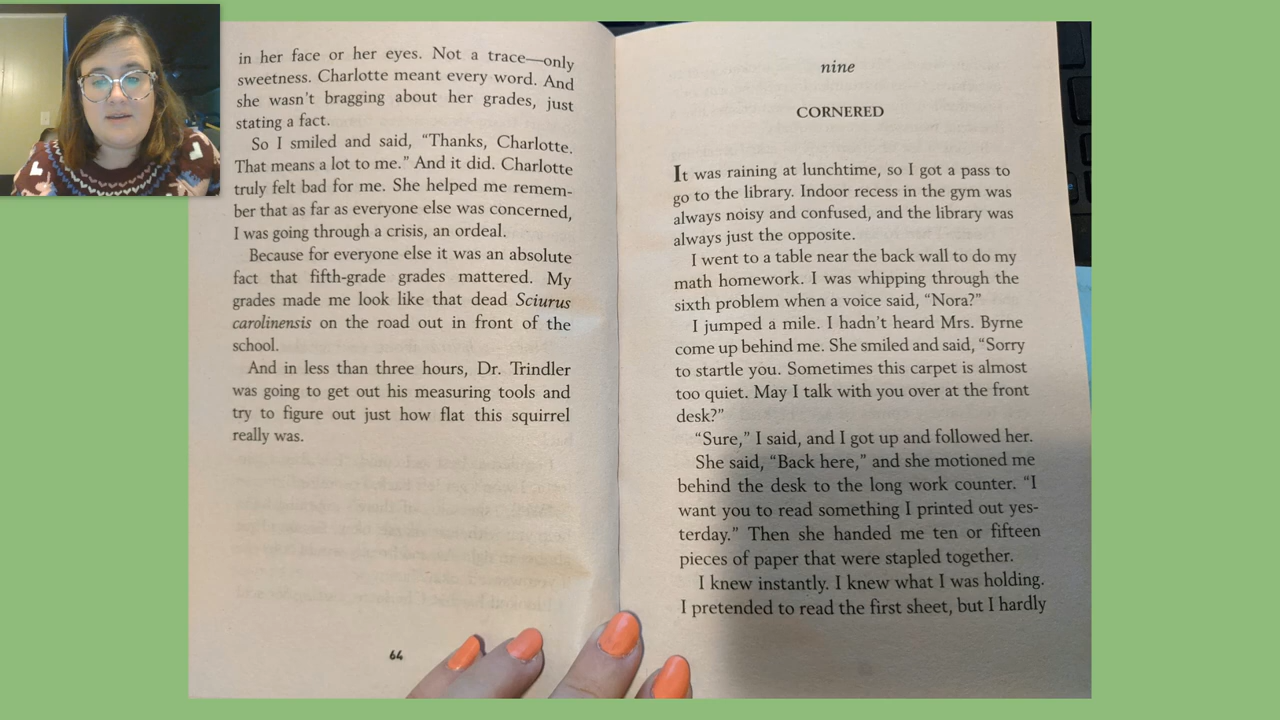 in her face or her eyes. Not a trace—only
sweetness. Charlotte meant every word. And
she wasn't bragging about her grades, just
stating a fact.
So I smiled and said, “Thanks, Charlotte.
That means a lot to me.” And it did. Charlotte
truly felt bad for me. She helped me remem-
ber that as far as everyone else was concerned,
I was going through a crisis, an ordeal.
Because for everyone else it was an absolute
fact that fifth-grade grades mattered. My
grades made me look like that dead Sciurus
carolinensis on the road out in front of the
school.
And in less than three hours, Dr. Trindler
was going to get out his measuring tools and
try to figure out just how flat this squirrel
really was.
64
nine
CORNERED
It was raining at lunchtime, so I got a pass to
go to the library. Indoor recess in the gym was
always noisy and confused, and the library was
always just the opposite.
I went to a table near the back wall to do my
math homework. I was whipping through the
sixth problem when a voice said, “Nora?”
I jumped a mile. I hadn't heard Mrs. Byrne
come up behind me. She smiled and said, “Sorry
to startle you. Sometimes this carpet is almost
too quiet. May I talk with you over at the front
desk?”
“Sure,” I said, and I got up and followed her.
She said, “Back here,” and she motioned me
behind the desk to the long work counter. “I
want you to read something I printed out yes-
terday.” Then she handed me ten or fifteen
pieces of paper that were stapled together.
I knew instantly. I knew what I was holding.
I pretended to read the first sheet, but I hardly